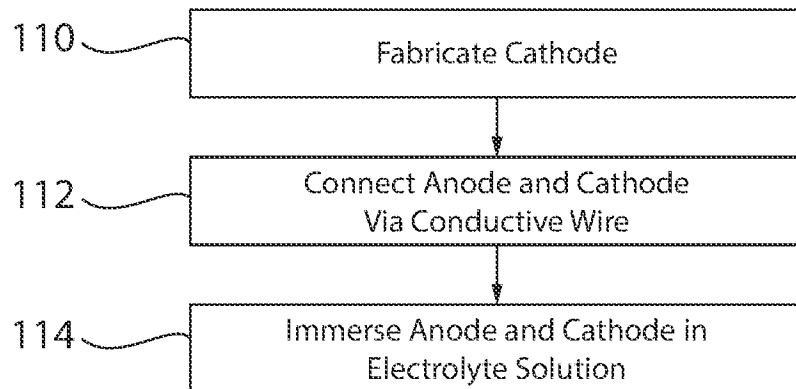 110
Fabricate Cathode
112
Connect Anode and Cathode
Via Conductive Wire
114
Immerse Anode and Cathode in
Electrolyte Solution